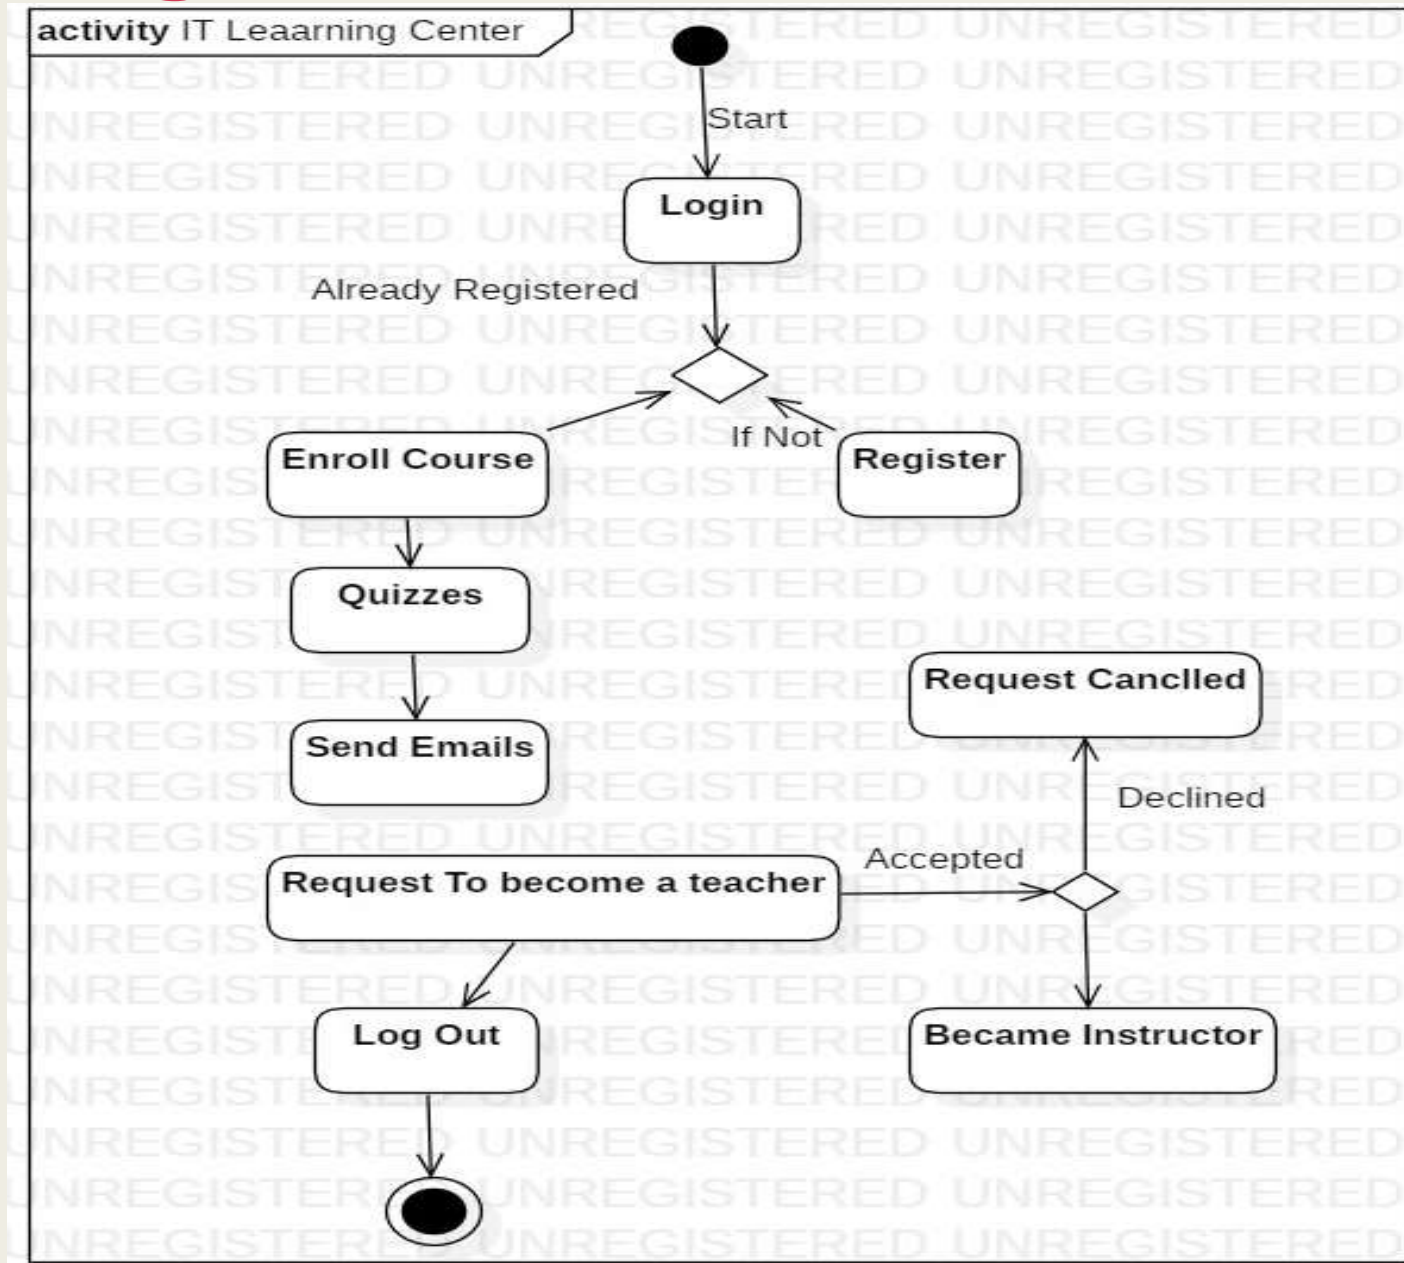 activity IT Leaarning Center
Start
Login
Already Registered
If Not
Enroll Course
Register
Quizzes
Request Canclled
Send Emails
Declined
Accepted
Request To become a teacher
Log Out
Became Instructor
UNREGISTERED